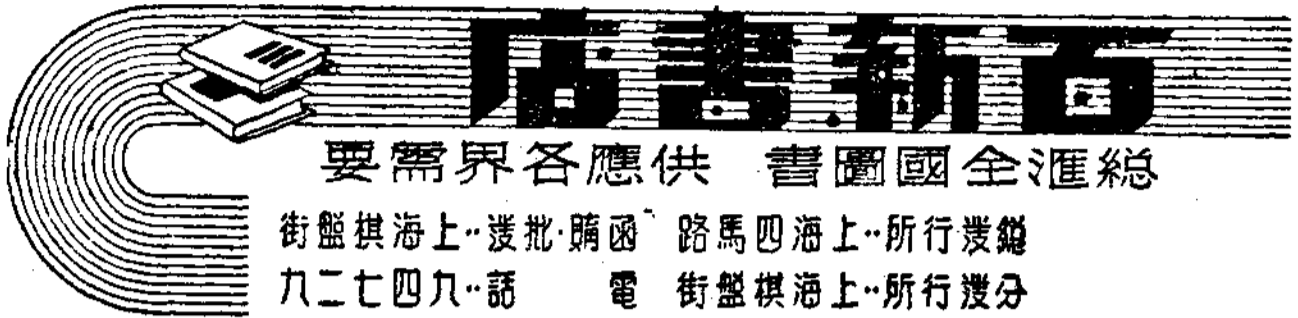 百新書店
總滙全國圖書 供應各界需要
總發行所‥上海四馬路 函購·批發‥上海棋盤街
分發行所‥上海棋盤街 電話‥九四七二九